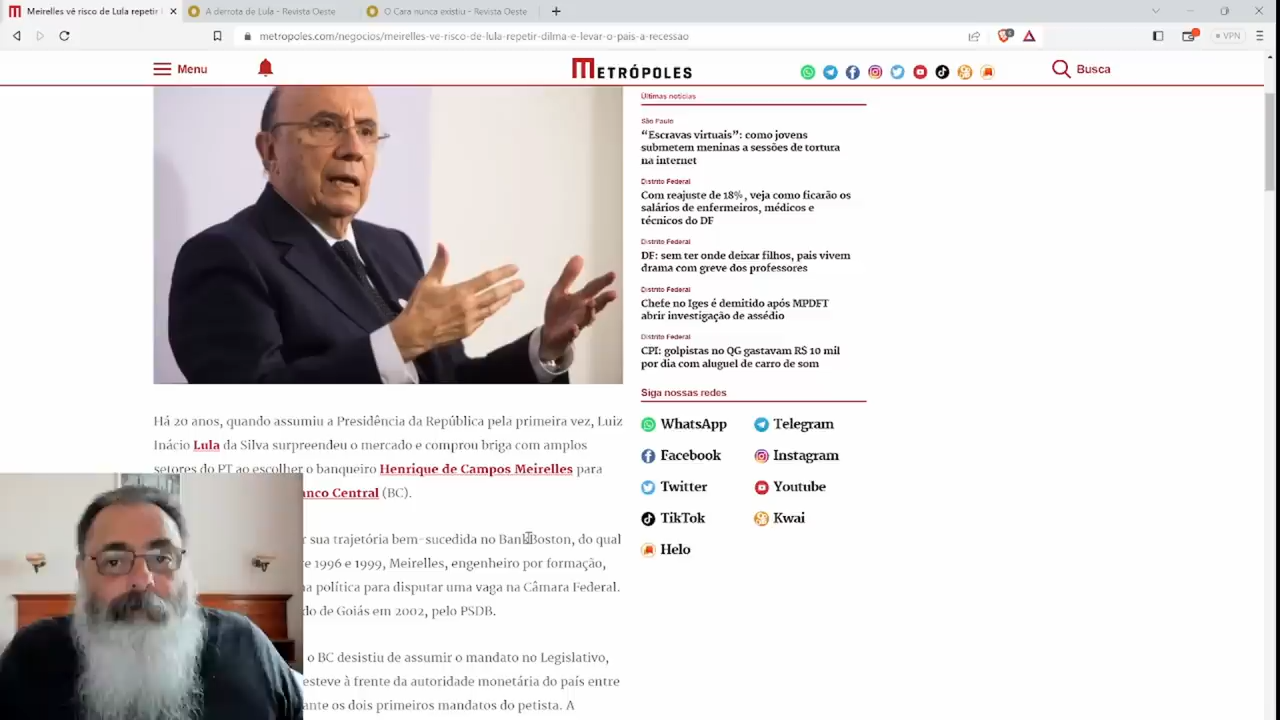 Meirelles vê risco de Lula repetir
A derrota de Lula - Revista Oeste
O Cara nunca existiu - Revista Oeste
metropoles.com/negocios/meirelles-ve-risco-de-lula-repetir-dilma-e-levar-o-pais-a-recessao
VPN
Menu
METRÓPOLES
Busca
Há 20 anos, quando assumiu a Presidência da República pela primeira vez, Luiz
Inácio Lula da Silva surpreendeu o mercado e comprou briga com amplos
setores do PT ao escolher o banqueiro Henrique de Campos Meirelles para
anco Central (BC).
r sua trajetória bem-sucedida no BankBoston, do qual
e 1996 e 1999, Meirelles, engenheiro por formação,
a política para disputar uma vaga na Câmara Federal.
do de Goiás em 2002, pelo PSDB.
o BC desistiu de assumir o mandato no Legislativo,
esteve à frente da autoridade monetária do país entre
ante os dois primeiros mandatos do petista. A
Últimas notícias
São Paulo
“Escravas virtuais”: como jovens
submetem meninas a sessões de tortura
na internet
Distrito Federal
Com reajuste de 18%, veja como ficarão os
salários de enfermeiros, médicos e
técnicos do DF
Distrito Federal
DF: sem ter onde deixar filhos, pais vivem
drama com greve dos professores
Distrito Federal
Chefe no Iges é demitido após MPDFT
abrir investigação de assédio
Distrito Federal
CPI: golpistas no QG gastavam R$ 10 mil
por dia com aluguel de carro de som
Siga nossas redes
WhatsApp
Telegram
Facebook
Instagram
Twitter
Youtube
TikTok
Kwai
Helo